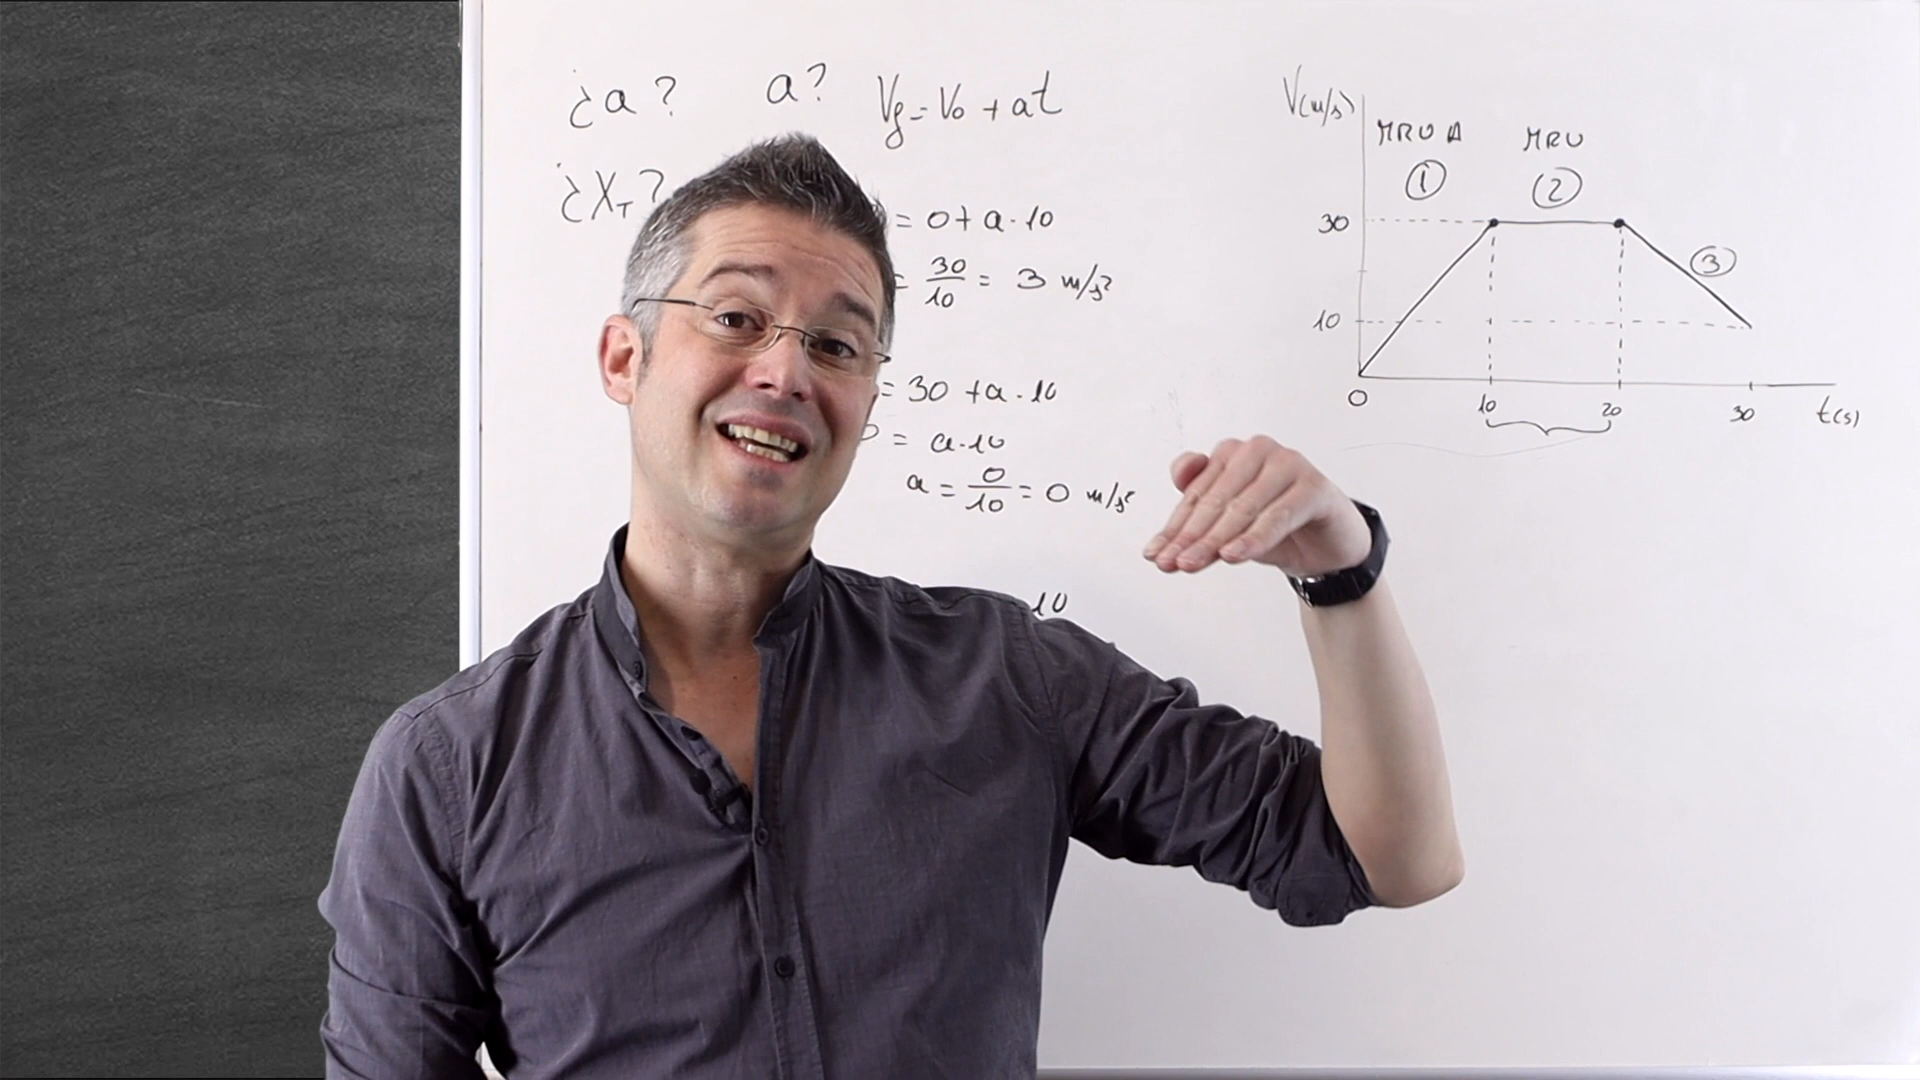 ¿a?
a? Vf = V0 + at
¿XT?
= 0 + a · 10
= 30/10 = 3 m/s²
= 30 + a · 10
= a · 10
a = 0/10 = 0 m/s²
10
V(m/s)
MRUA MRU
① ②
30
③
10
0 10 20 30 t(s)